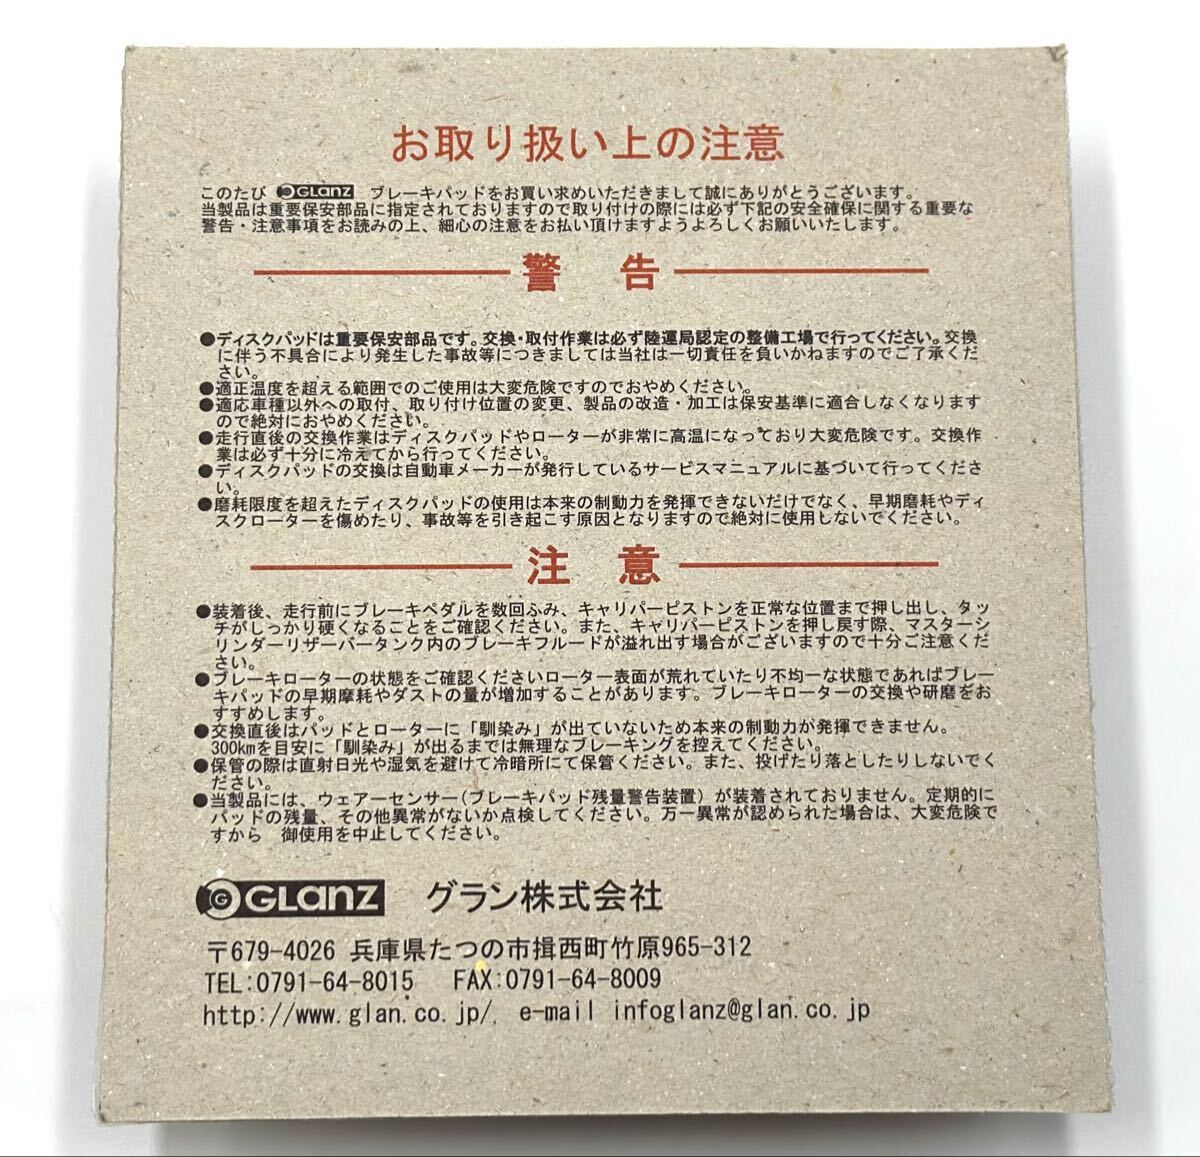 お取り扱い上の注意
このたび GLanz ブレーキパッドをお買い求めいただきまして誠にありがとうございます。
当製品は重要保安部品に指定されておりますので取り付けの際には必ず下記の安全確保に関する重要な
警告・注意事項をお読みの上、細心の注意をお払い頂けますようよろしくお願いいたします。
警 告
●ディスクパッドは重要保安部品です。交換・取付作業は必ず陸運局認定の整備工場で行ってください。交換
に伴う不具合により発生した事故等につきましては当社は一切責任を負いかねますのでご了承くだ
さい。
●適正温度を超える範囲でのご使用は大変危険ですのでおやめください。
●適応車種以外への取付、取り付け位置の変更、製品の改造・加工は保安基準に適合しなくなります
ので絶対におやめください。
●走行直後の交換作業はディスクパッドやローターが非常に高温になっており大変危険です。交換作
業は必ず十分に冷えてから行ってください。
●ディスクパッドの交換は自動車メーカーが発行しているサービスマニュアルに基づいて行ってくださ
い。
●磨耗限度を超えたディスクパッドの使用は本来の制動力を発揮できないだけでなく、早期磨耗やディ
スクローターを傷めたり、事故等を引き起こす原因となりますので絶対に使用しないでください。
注 意
●装着後、走行前にブレーキペダルを数回ふみ、キャリパーピストンを正常な位置まで押し出し、タッ
チがしっかり硬くなることをご確認ください。また、キャリパーピストンを押し戻す際、マスターシ
リンダーリザーバータンク内のブレーキフルードが溢れ出す場合がございますので十分ご注意くだ
さい。
●ブレーキローターの状態をご確認くださいローター表面が荒れていたり不均一な状態であればブレー
キパッドの早期摩耗やダストの量が増加することがあります。ブレーキローターの交換や研磨をお
すすめします。
●交換直後はパッドとローターに「馴染み」が出ていないため本来の制動力が発揮できません。
300kmを目安に「馴染み」が出るまでは無理なブレーキングを控えてください。
●保管の際は直射日光や湿気を避けて冷暗所にて保管ください。また、投げたり落としたりしないでく
ださい。
●当製品には、ウェアーセンサー(ブレーキパッド残量警告装置)が装着されておりません。定期的に
パッドの残量、その他異常がないか点検してください。万一異常が認められた場合は、大変危険で
すから 御使用を中止してください。
G GLanz グラン株式会社
〒679-4026 兵庫県たつの市揖西町竹原965-312
TEL:0791-64-8015 FAX:0791-64-8009
http://www.glan.co.jp/ e-mail infoglanz@glan.co.jp